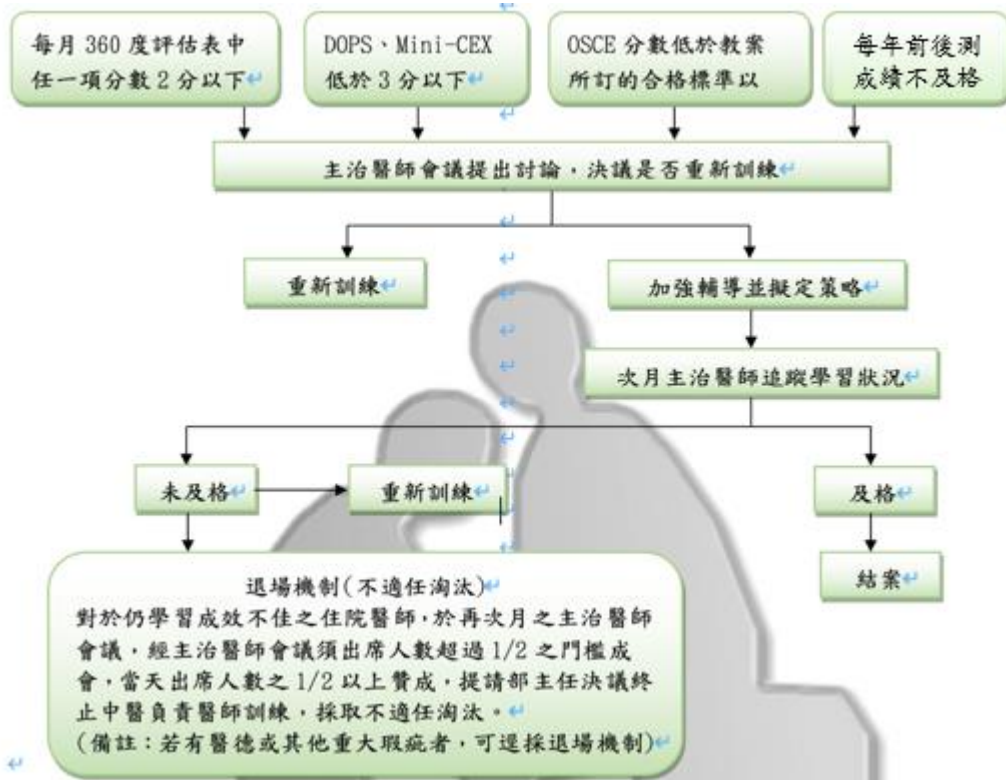 每月 360 度評估表中
任一項分數 2 分以下
DOPS、Mini-CEX
低於 3 分以下
OSCE 分數低於教案
所訂的合格標準以
每年前後測
成績不及格
主治醫師會議提出討論，決議是否重新訓練
重新訓練
加強輔導並擬定策略
次月主治醫師追蹤學習狀況
未及格
重新訓練
及格
結案
退場機制(不適任淘汰)
對於仍學習成效不佳之住院醫師，於再次月之主治醫師
會議，經主治醫師會議須出席人數超過 1/2 之門檻成
會，當天出席人數之 1/2 以上贊成，提請部主任決議終
止中醫負責醫師訓練，採取不適任淘汰。
(備註：若有醫德或其他重大瑕疵者，可逕採退場機制)